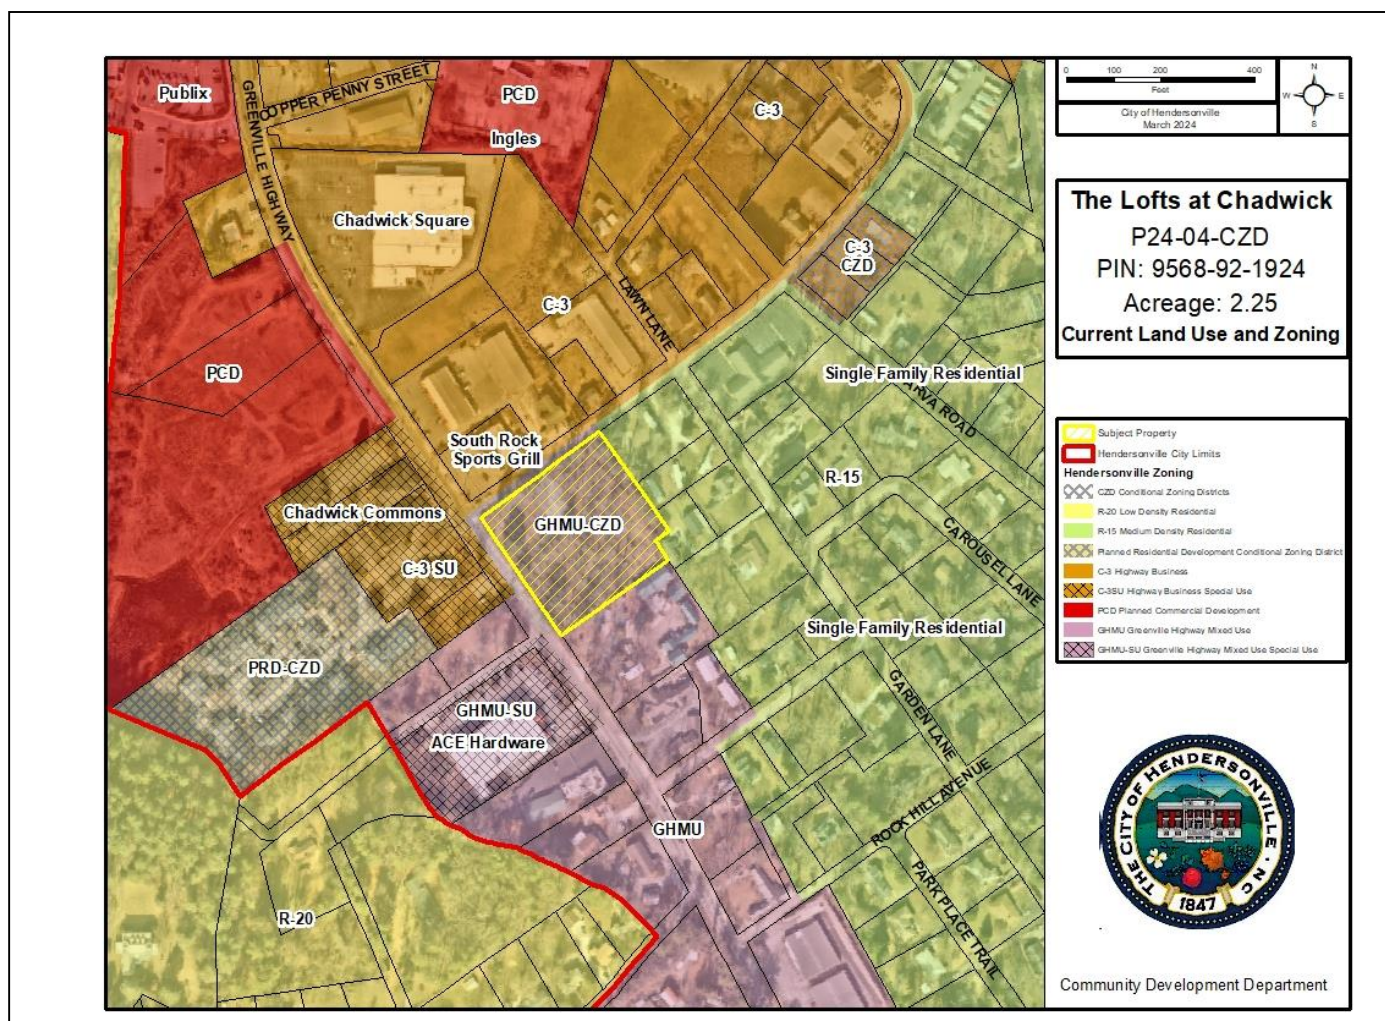 Publix
GREENVILLE HIGHWAY
COPPER PENNY STREET
PCD
Ingles
C-3
Chadwick Square
C-3
CZD
C-3
LAWN LANE
PCD
Single Family Residential
ARVA ROAD
South Rock
Sports Grill
R-15
Chadwick Commons
GHMU-CZD
CAROUSEL LANE
C-3 SU
Single Family Residential
PRD-CZD
GARDEN LANE
GHMU-SU
ACE Hardware
ROCK HILL AVENUE
GHMU
PARK PLACE TRAIL
R-20
0 100 200 400
Feet
City of Hendersonville
March 2024
N
W E
S
The Lofts at Chadwick
P24-04-CZD
PIN: 9568-92-1924
Acreage: 2.25
Current Land Use and Zoning
Subject Property
Hendersonville City Limits
Hendersonville Zoning
CZD Conditional Zoning Districts
R-20 Low Density Residential
R-15 Medium Density Residential
Planned Residential Development Conditional Zoning District
C-3 Highway Business
C-3SU Highway Business Special Use
PCD Planned Commercial Development
GHMU Greenville Highway Mixed Use
GHMU-SU Greenville Highway Mixed Use Special Use
THE CITY OF HENDERSONVILLE, NC
1847
Community Development Department